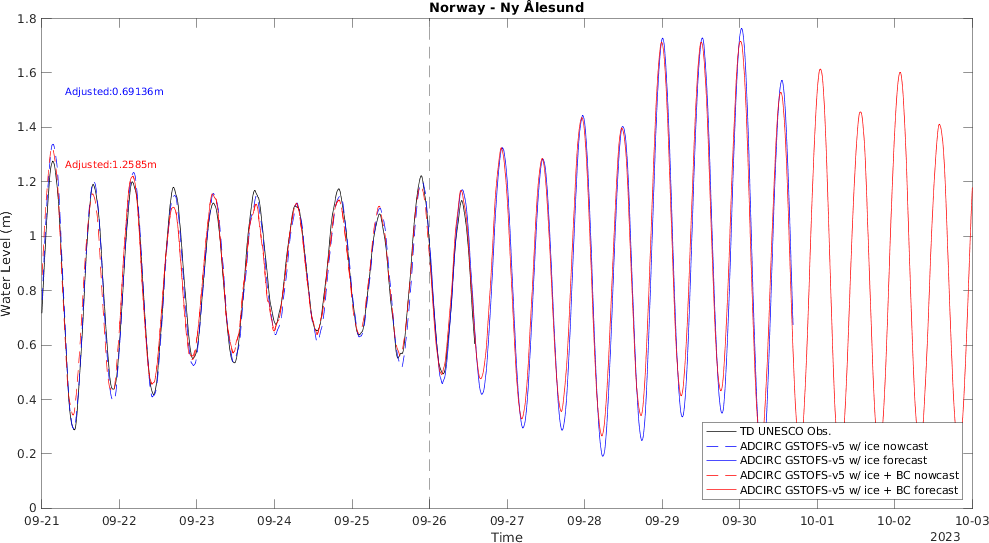 Norway - Ny Ålesund
1.8
1.6
1.4
1.2
1
0.8
0.6
0.4
0.2
0
Water Level (m)
Adjusted:0.69136m
Adjusted:1.2585m
TD UNESCO Obs.
ADCIRC GSTOFS-v5 w/ ice nowcast
ADCIRC GSTOFS-v5 w/ ice forecast
ADCIRC GSTOFS-v5 w/ ice + BC nowcast
ADCIRC GSTOFS-v5 w/ ice + BC forecast
09-21 09-22 09-23 09-24 09-25 09-26 09-27 09-28 09-29 09-30 10-01 10-02 10-03
Time
2023